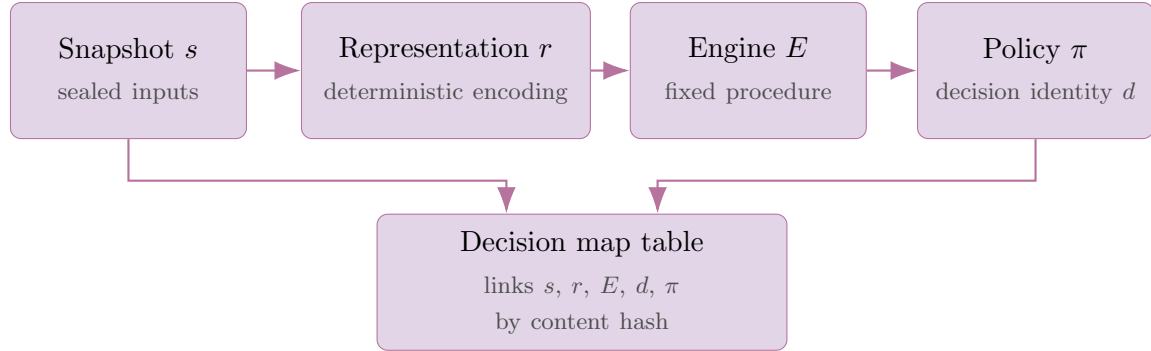 Snapshot s
sealed inputs
Representation r
deterministic encoding
Engine E
fixed procedure
Policy π
decision identity d
Decision map table
links s, r, E, d, π
by content hash